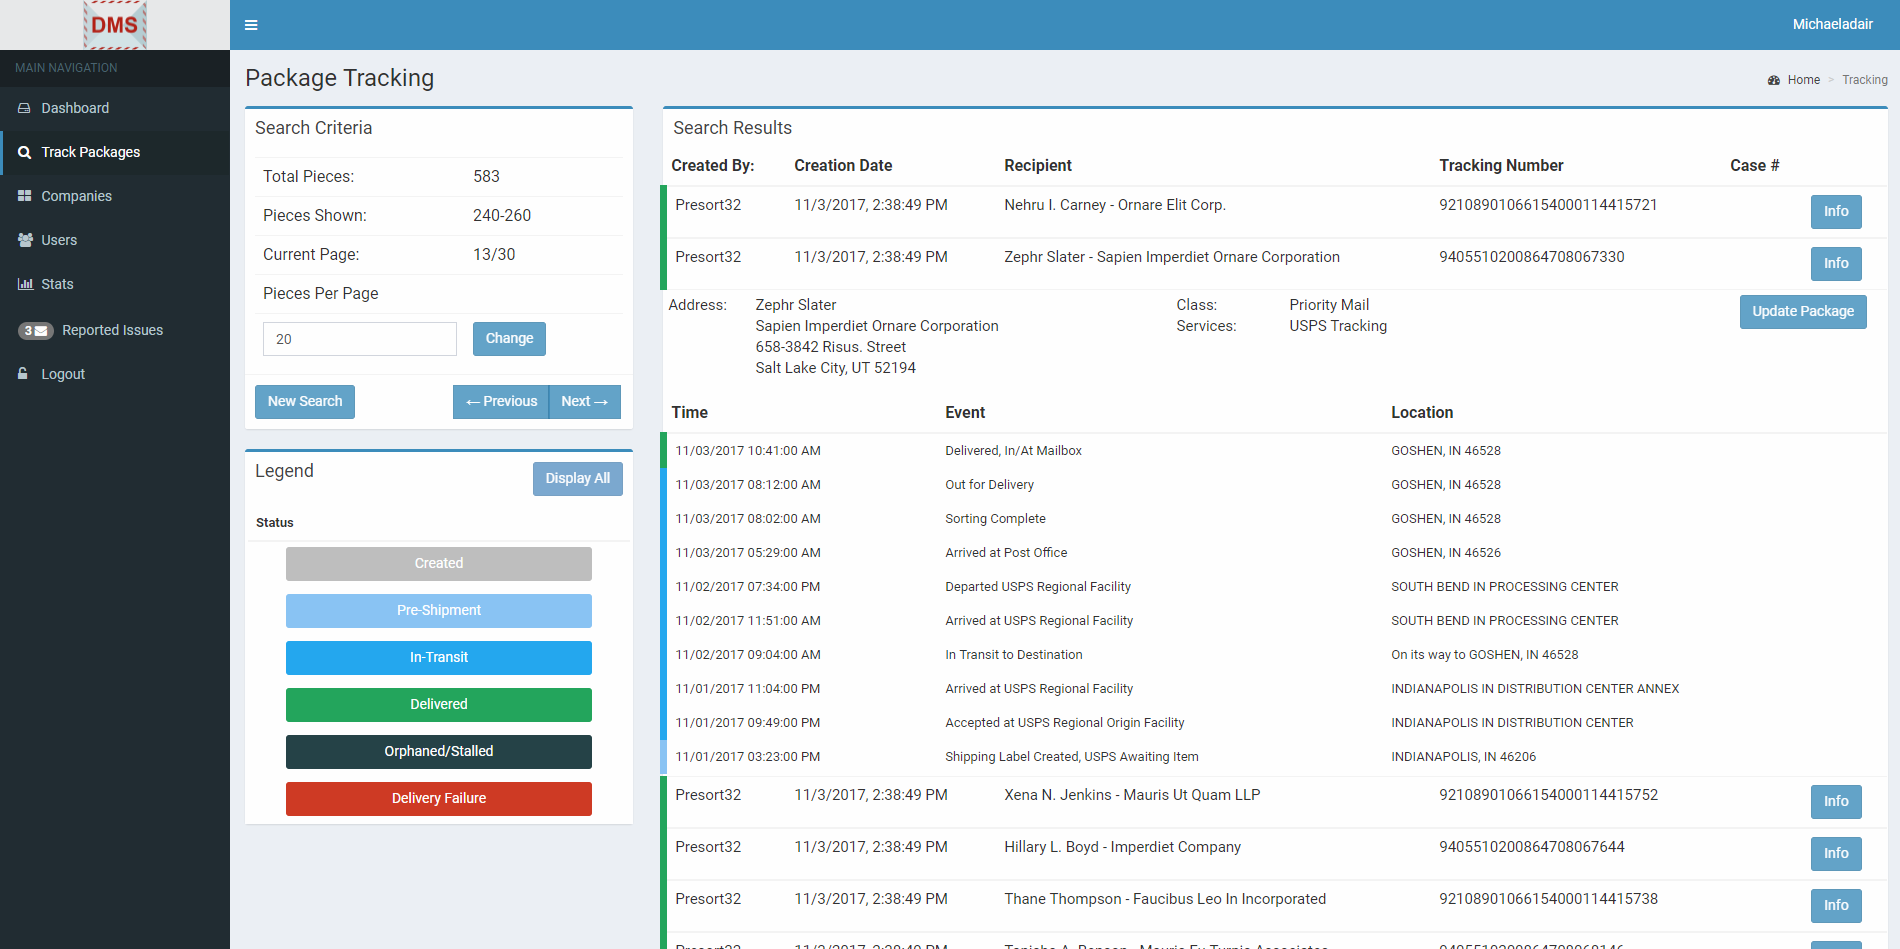 DMS
Michaeladair
MAIN NAVIGATION
Dashboard
Track Packages
Companies
Users
Stats
3 Reported Issues
Logout
Package Tracking
Home > Tracking
Search Criteria
Total Pieces: 583
Pieces Shown: 240-260
Current Page: 13/30
Pieces Per Page
20 Change
New Search ← Previous Next →
Legend Display All
Status
Created
Pre-Shipment
In-Transit
Delivered
Orphaned/Stalled
Delivery Failure
Search Results
Created By: Creation Date Recipient Tracking Number Case #
Presort32 11/3/2017, 2:38:49 PM Nehru I. Carney - Ornare Elit Corp. 92108901066154000114415721 Info
Presort32 11/3/2017, 2:38:49 PM Zephr Slater - Sapien Imperdiet Ornare Corporation 9405510200864708067330 Info
Address: Zephr Slater Class: Priority Mail Update Package
Sapien Imperdiet Ornare Corporation Services: USPS Tracking
658-3842 Risus. Street
Salt Lake City, UT 52194
Time Event Location
11/03/2017 10:41:00 AM Delivered, In/At Mailbox GOSHEN, IN 46528
11/03/2017 08:12:00 AM Out for Delivery GOSHEN, IN 46528
11/03/2017 08:02:00 AM Sorting Complete GOSHEN, IN 46528
11/03/2017 05:29:00 AM Arrived at Post Office GOSHEN, IN 46526
11/02/2017 07:34:00 PM Departed USPS Regional Facility SOUTH BEND IN PROCESSING CENTER
11/02/2017 11:51:00 AM Arrived at USPS Regional Facility SOUTH BEND IN PROCESSING CENTER
11/02/2017 09:04:00 AM In Transit to Destination On its way to GOSHEN, IN 46528
11/01/2017 11:04:00 PM Arrived at USPS Regional Facility INDIANAPOLIS IN DISTRIBUTION CENTER ANNEX
11/01/2017 09:49:00 PM Accepted at USPS Regional Origin Facility INDIANAPOLIS IN DISTRIBUTION CENTER
11/01/2017 03:23:00 PM Shipping Label Created, USPS Awaiting Item INDIANAPOLIS, IN 46206
Presort32 11/3/2017, 2:38:49 PM Xena N. Jenkins - Mauris Ut Quam LLP 92108901066154000114415752 Info
Presort32 11/3/2017, 2:38:49 PM Hillary L. Boyd - Imperdiet Company 9405510200864708067644 Info
Presort32 11/3/2017, 2:38:49 PM Thane Thompson - Faucibus Leo In Incorporated 92108901066154000114415738 Info